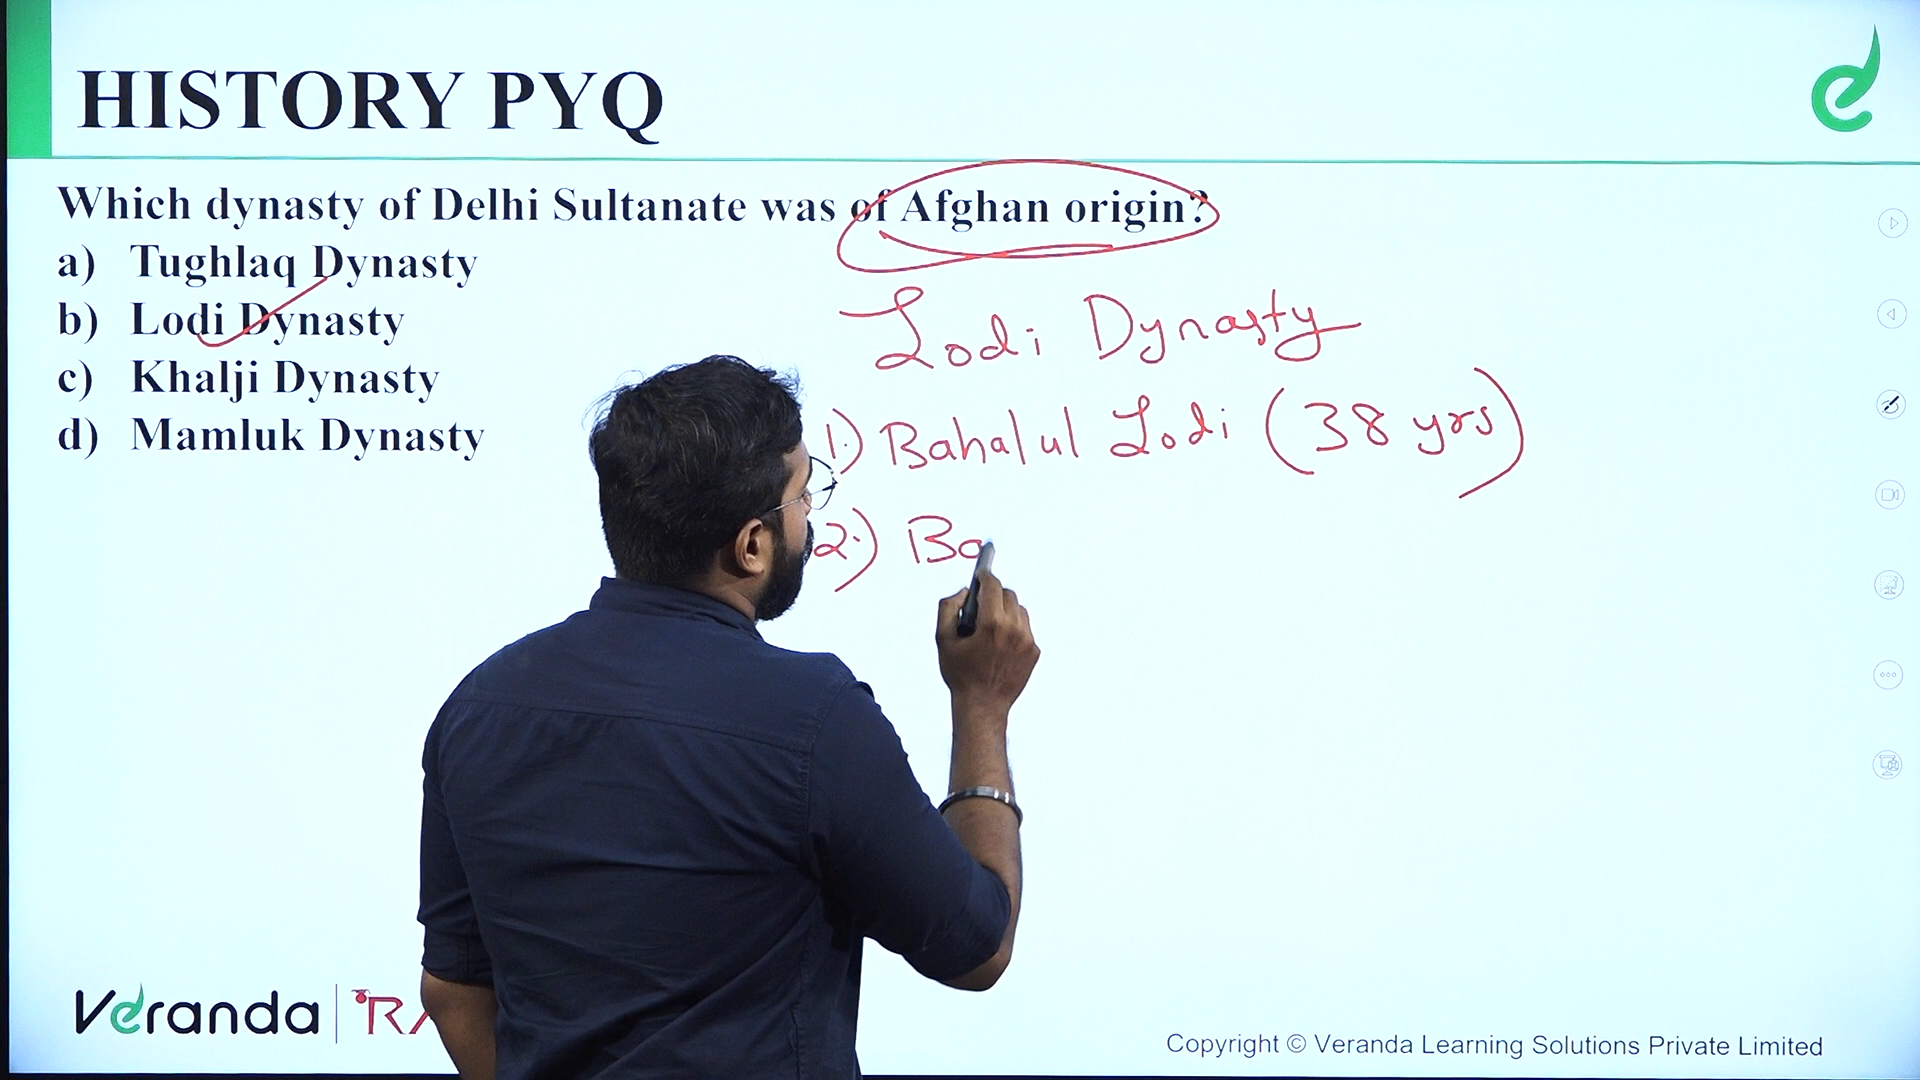 HISTORY PYQ
Which dynasty of Delhi Sultanate was of Afghan origin?
a) Tughlaq Dynasty
b) Lodi Dynasty
c) Khalji Dynasty
d) Mamluk Dynasty
Lodi Dynasty
1.) Bahalul Lodi (38 yrs)
2.) Ba
Veranda
Copyright © Veranda Learning Solutions Private Limited